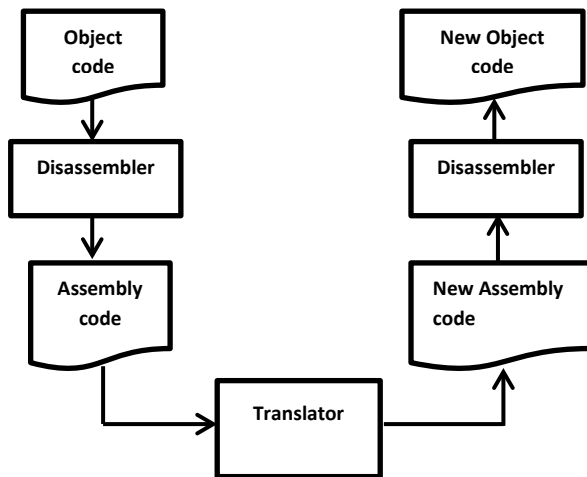 Object
code
Disassembler
Assembly
code
Translator
New Assembly
code
Disassembler
New Object
code